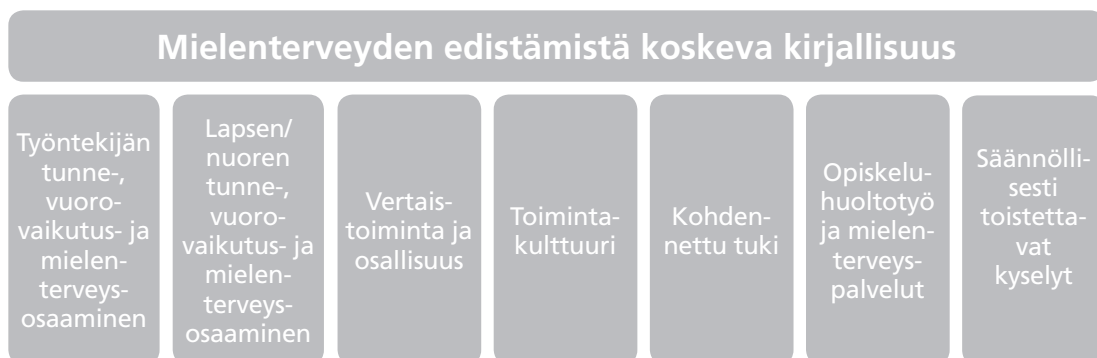 Mielenterveyden edistämistä koskeva kirjallisuus
Työntekijän
tunne-,
vuoro-
vaikutus- ja
mielen-
terveys-
osaaminen
Lapsen/
nuoren
tunne-,
vuoro-
vaikutus- ja
mielen-
terveys-
osaaminen
Vertais-
toiminta ja
osallisuus
Toiminta-
kulttuuri
Kohden-
nettu tuki
Opiskelu-
huoltotyö
ja mielen-
terveys-
palvelut
Säännölli-
sesti
toistetta-
vat
kyselyt